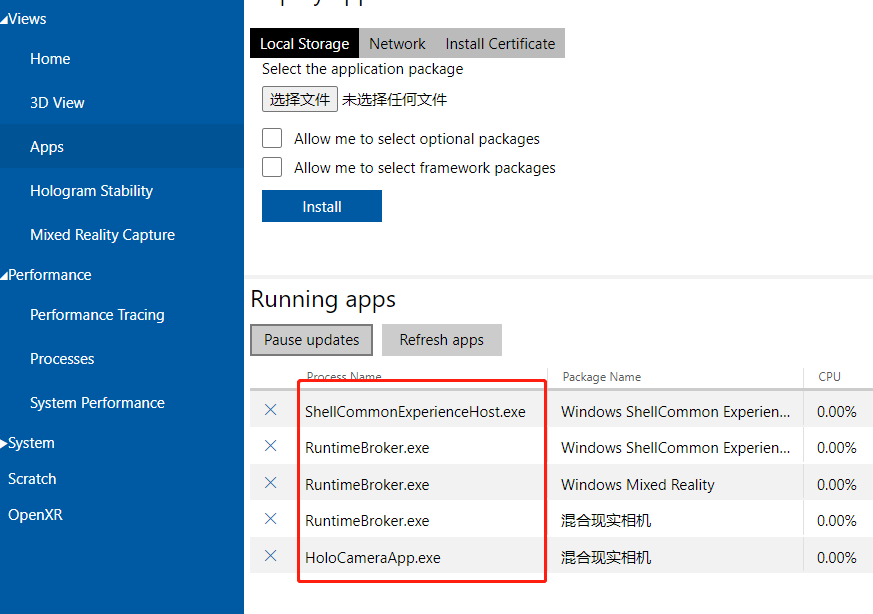 Views
Home
3D View
Apps
Hologram Stability
Mixed Reality Capture
Performance
Performance Tracing
Processes
System Performance
System
Scratch
OpenXR
Local Storage Network Install Certificate
Select the application package
选择文件 未选择任何文件
Allow me to select optional packages
Allow me to select framework packages
Install
Running apps
Pause updates Refresh apps
Process Name Package Name CPU
ShellCommonExperienceHost.exe Windows ShellCommon Experien... 0.00%
RuntimeBroker.exe Windows ShellCommon Experien... 0.00%
RuntimeBroker.exe Windows Mixed Reality 0.00%
RuntimeBroker.exe 混合现实相机 0.00%
HoloCameraApp.exe 混合现实相机 0.00%